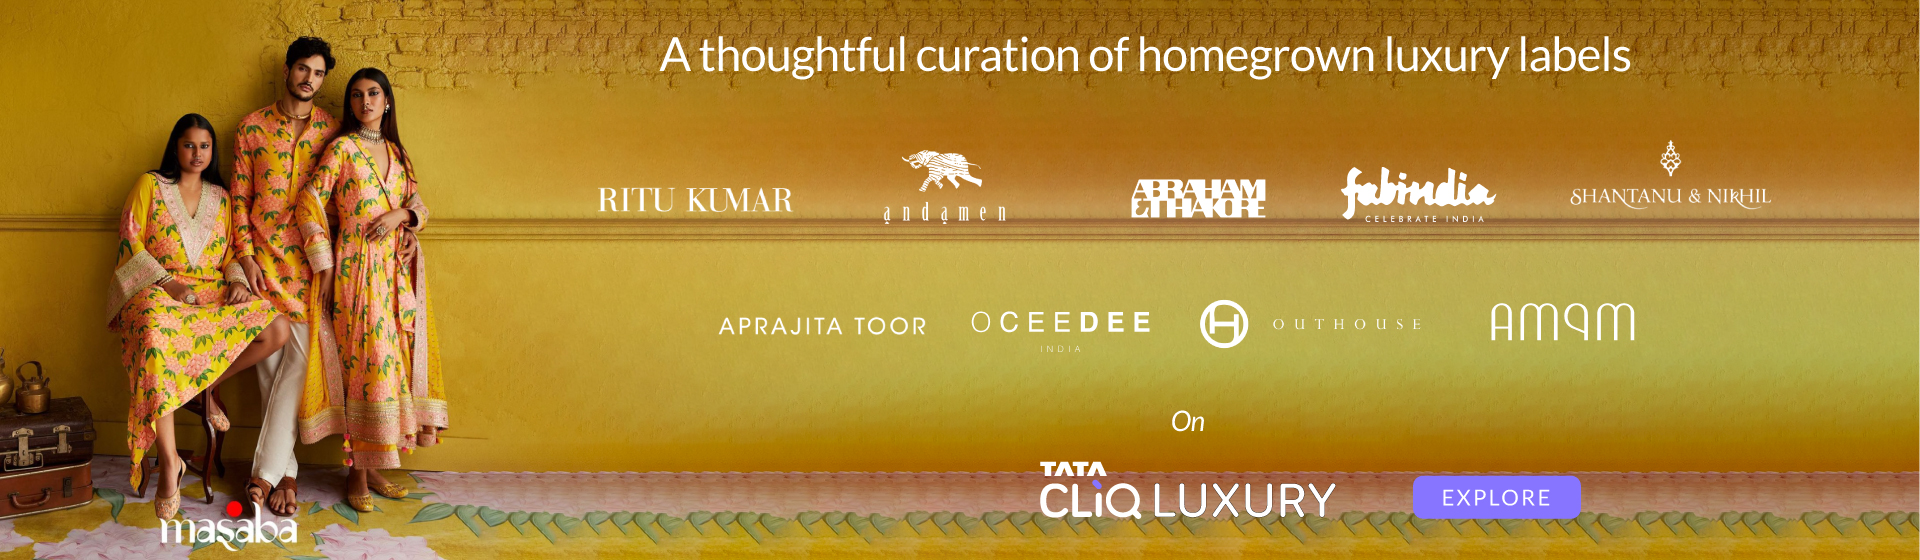 A thoughtful curation of homegrown luxury labels
RITU KUMAR
andamen
ABRAHAM
& THAKORE
fabindia
CELEBRATE INDIA
SHANTANU & NIKHIL
APRAJITA TOOR
OCEEDEE
INDIA
OUTHOUSE
AMAMA
On
TATA
CLiQ LUXURY
EXPLORE
masaba